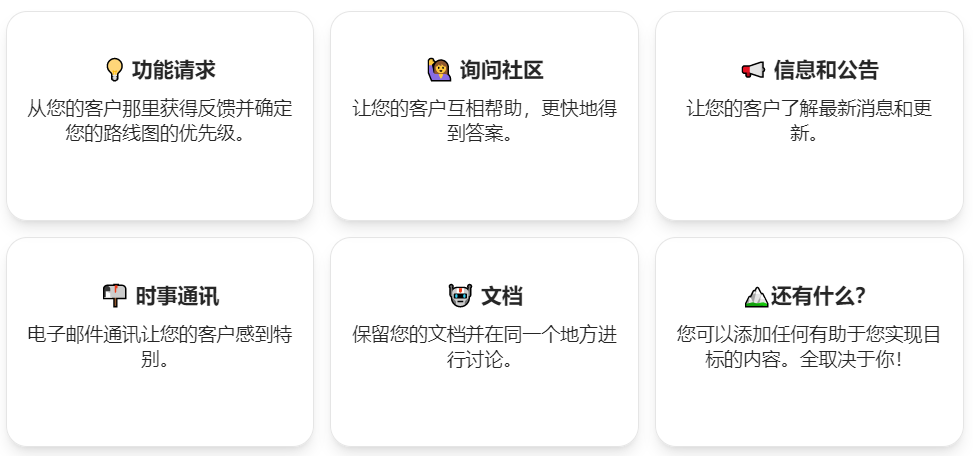 💡 功能请求
从您的客户那里获得反馈并确定
您的路线图的优先级。
🙋 询问社区
让您的客户互相帮助，更快地得
到答案。
📢 信息和公告
让您的客户了解最新消息和更
新。
📬 时事通讯
电子邮件通讯让您的客户感到特
别。
🤖 文档
保留您的文档并在同一个地方进
行讨论。
⛰️还有什么？
您可以添加任何有助于您实现目
标的内容。全取决于你！